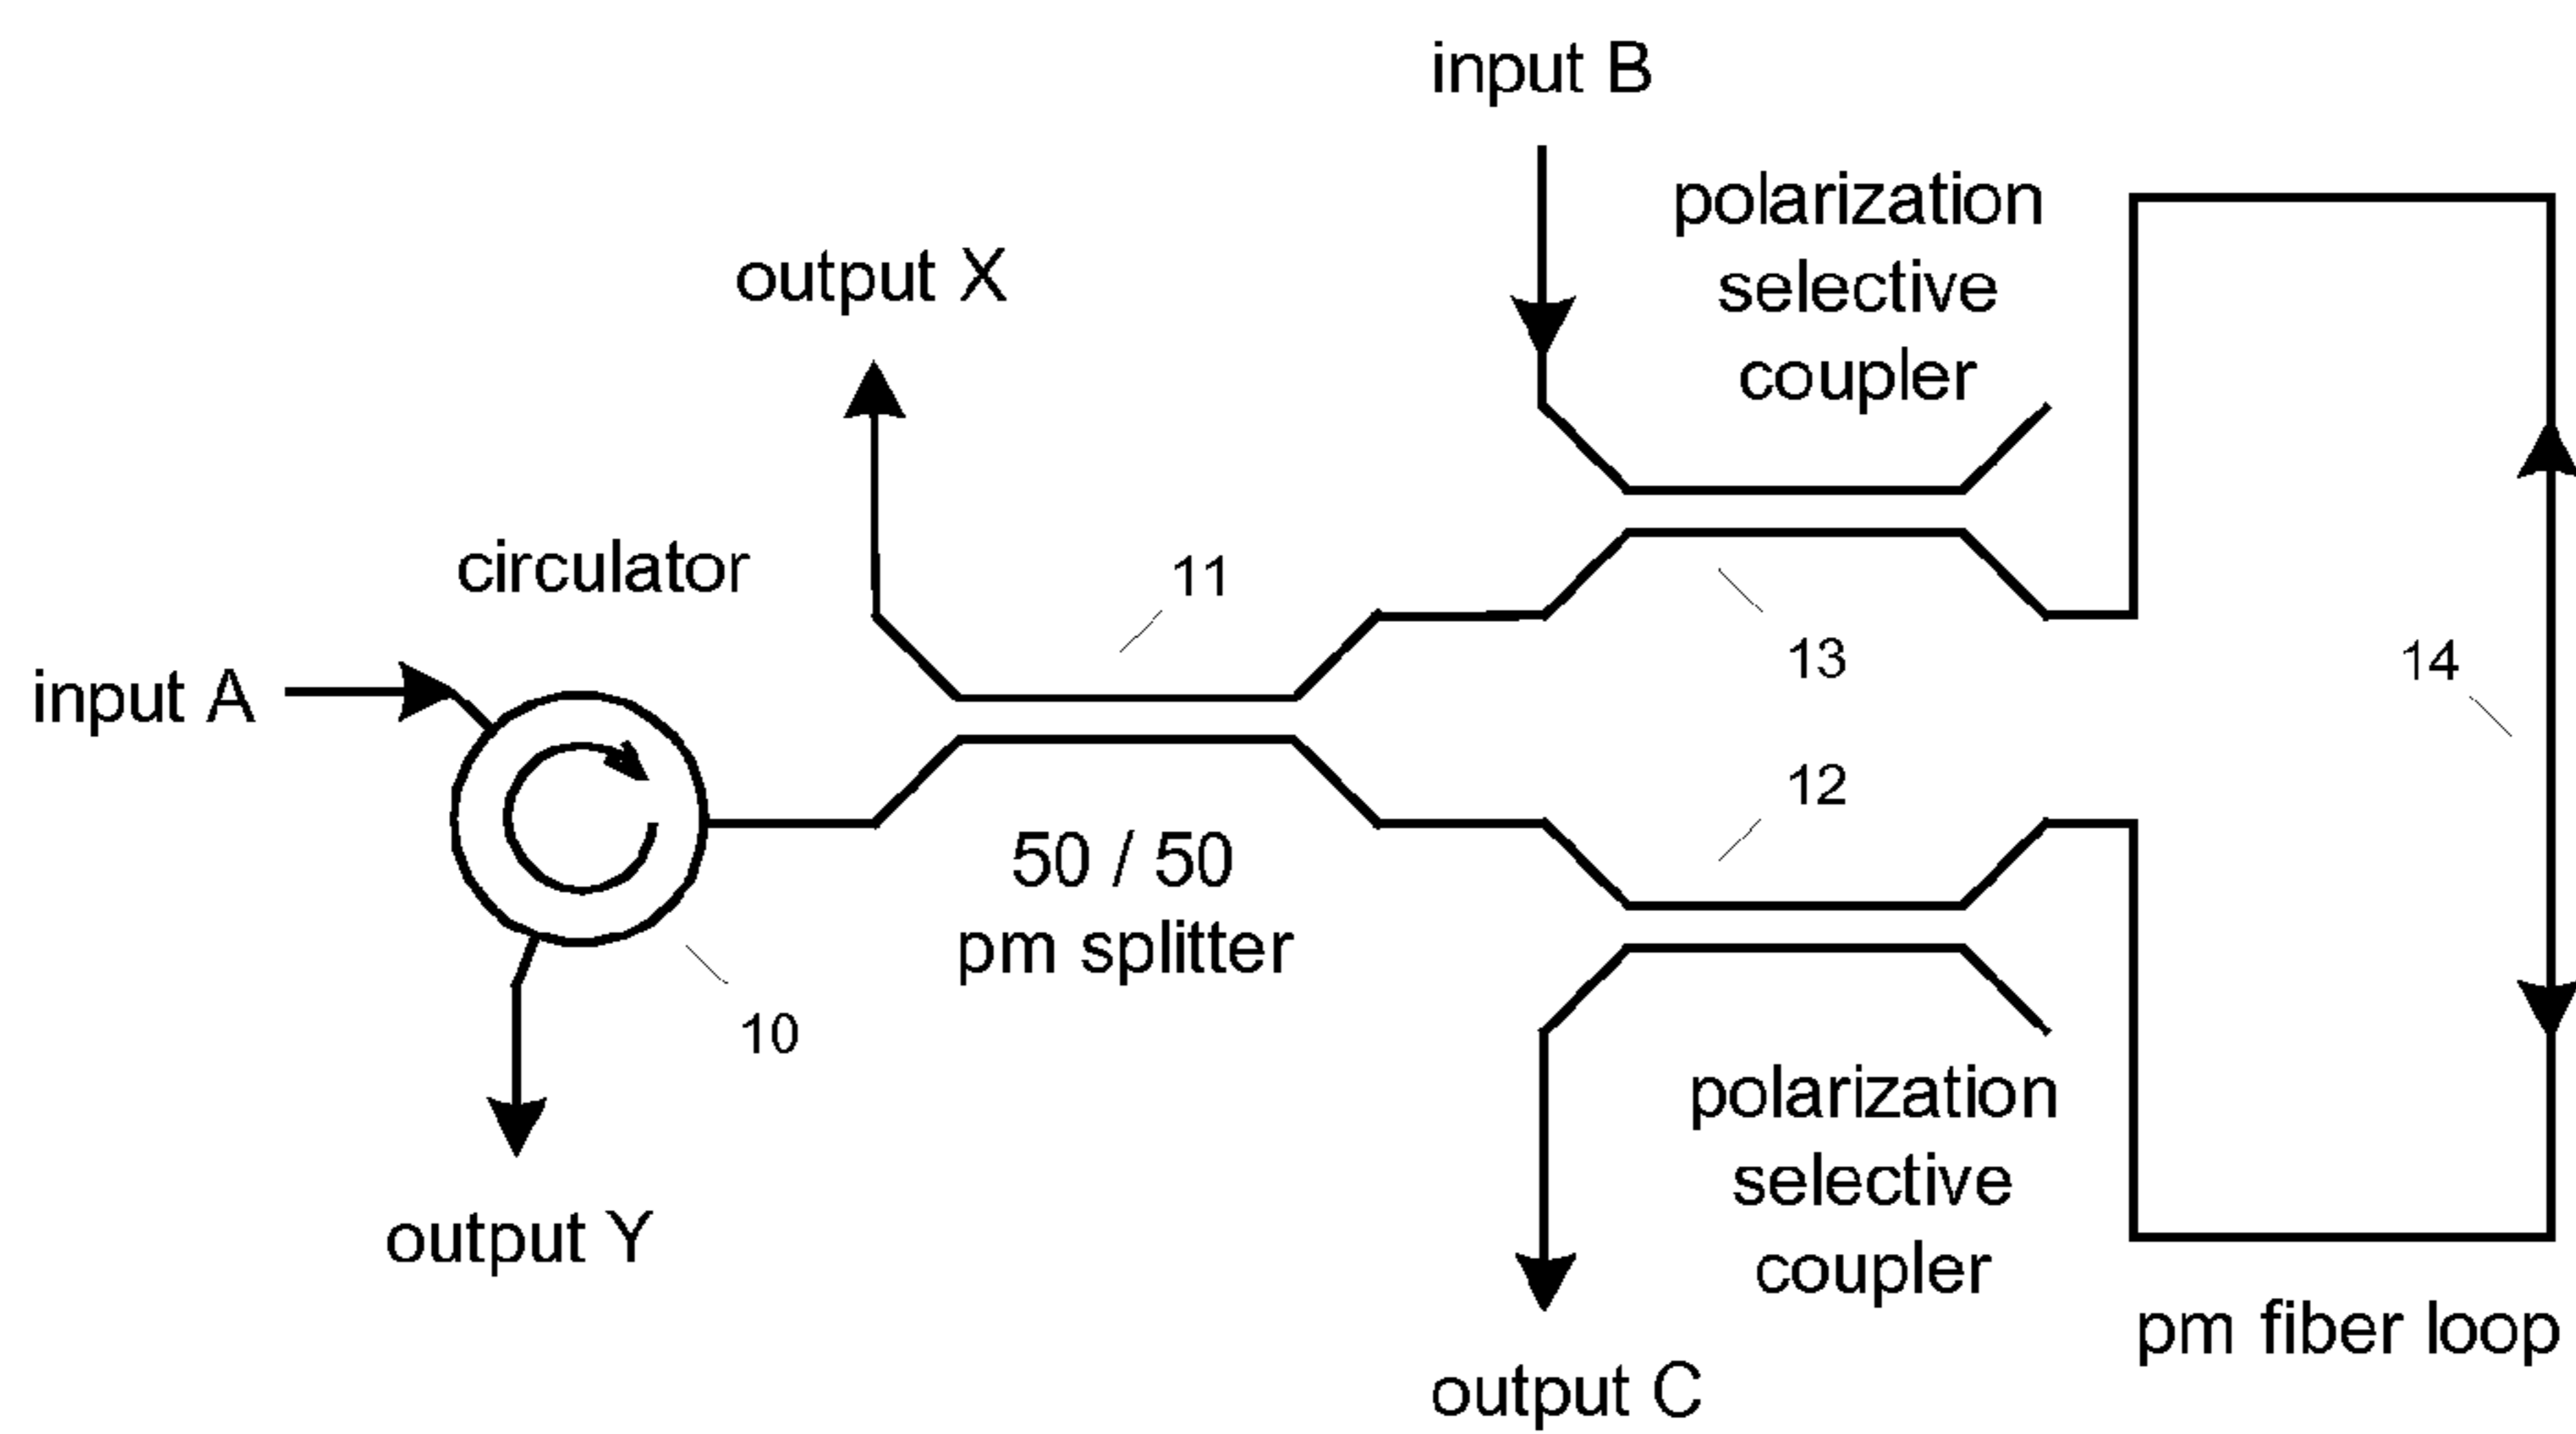 input B
polarization
selective
coupler
output X
circulator
11
13
14
input A
12
50 / 50
pm splitter
10
polarization
selective
coupler
output Y
pm fiber loop
output C